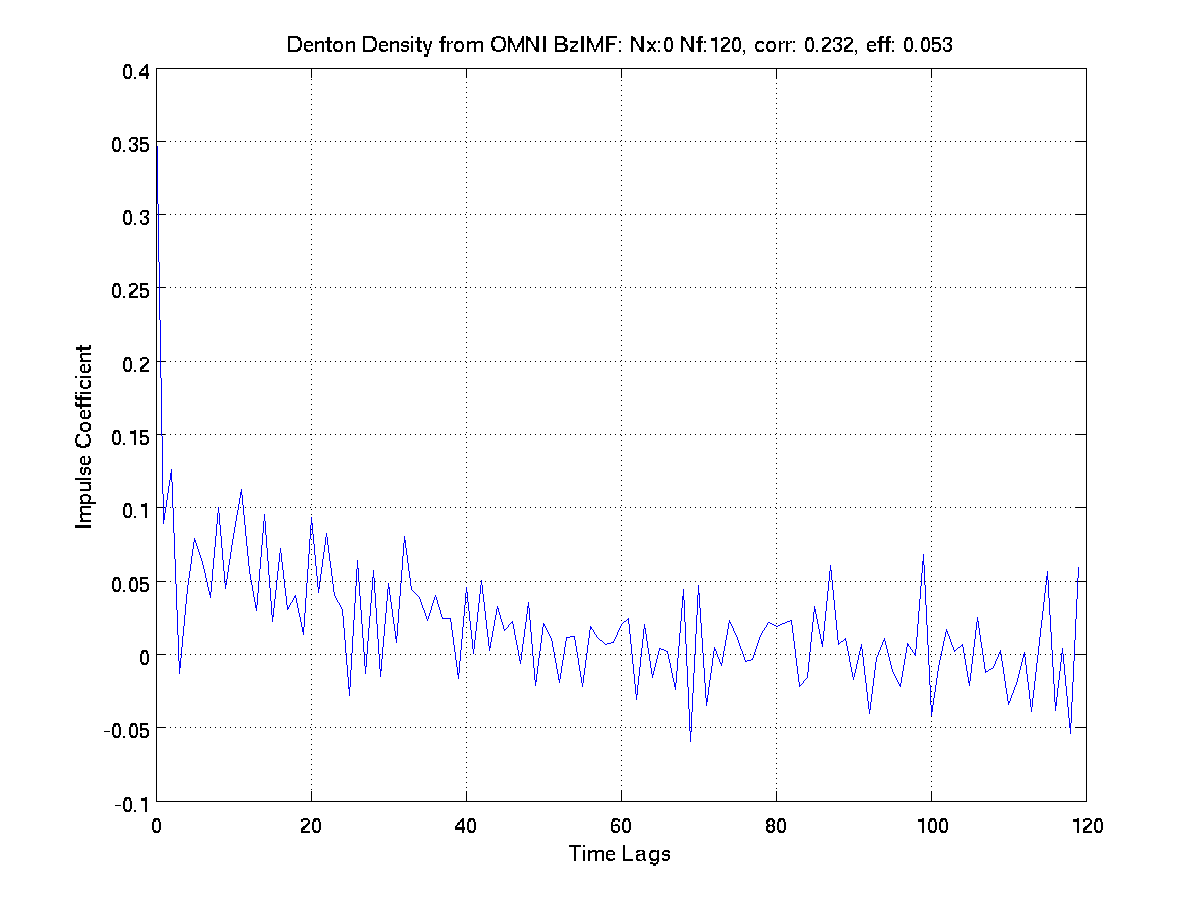 Denton Density from OMNI BzIMF: Nx:0 Nf:120, corr: 0.232, eff: 0.053
0.4
0.35
0.3
0.25
0.2
0.15
0.1
0.05
0
-0.05
-0.1
Impulse Coefficient
0 20 40 60 80 100 120
Time Lags